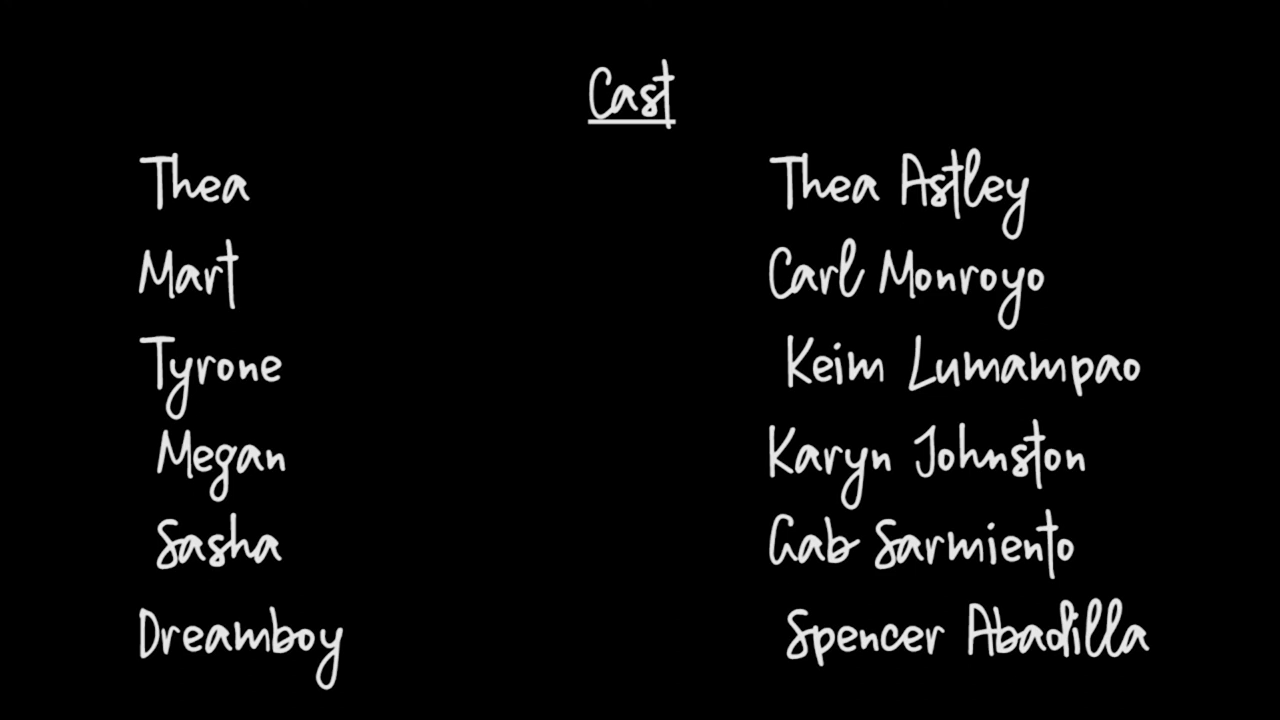 Cast
Thea Thea Astley
Mart Carl Monroyo
Tyrone Keim Lumampao
Megan Karyn Johnston
Sasha Gab Sarmiento
Dreamboy Spencer Abadilla